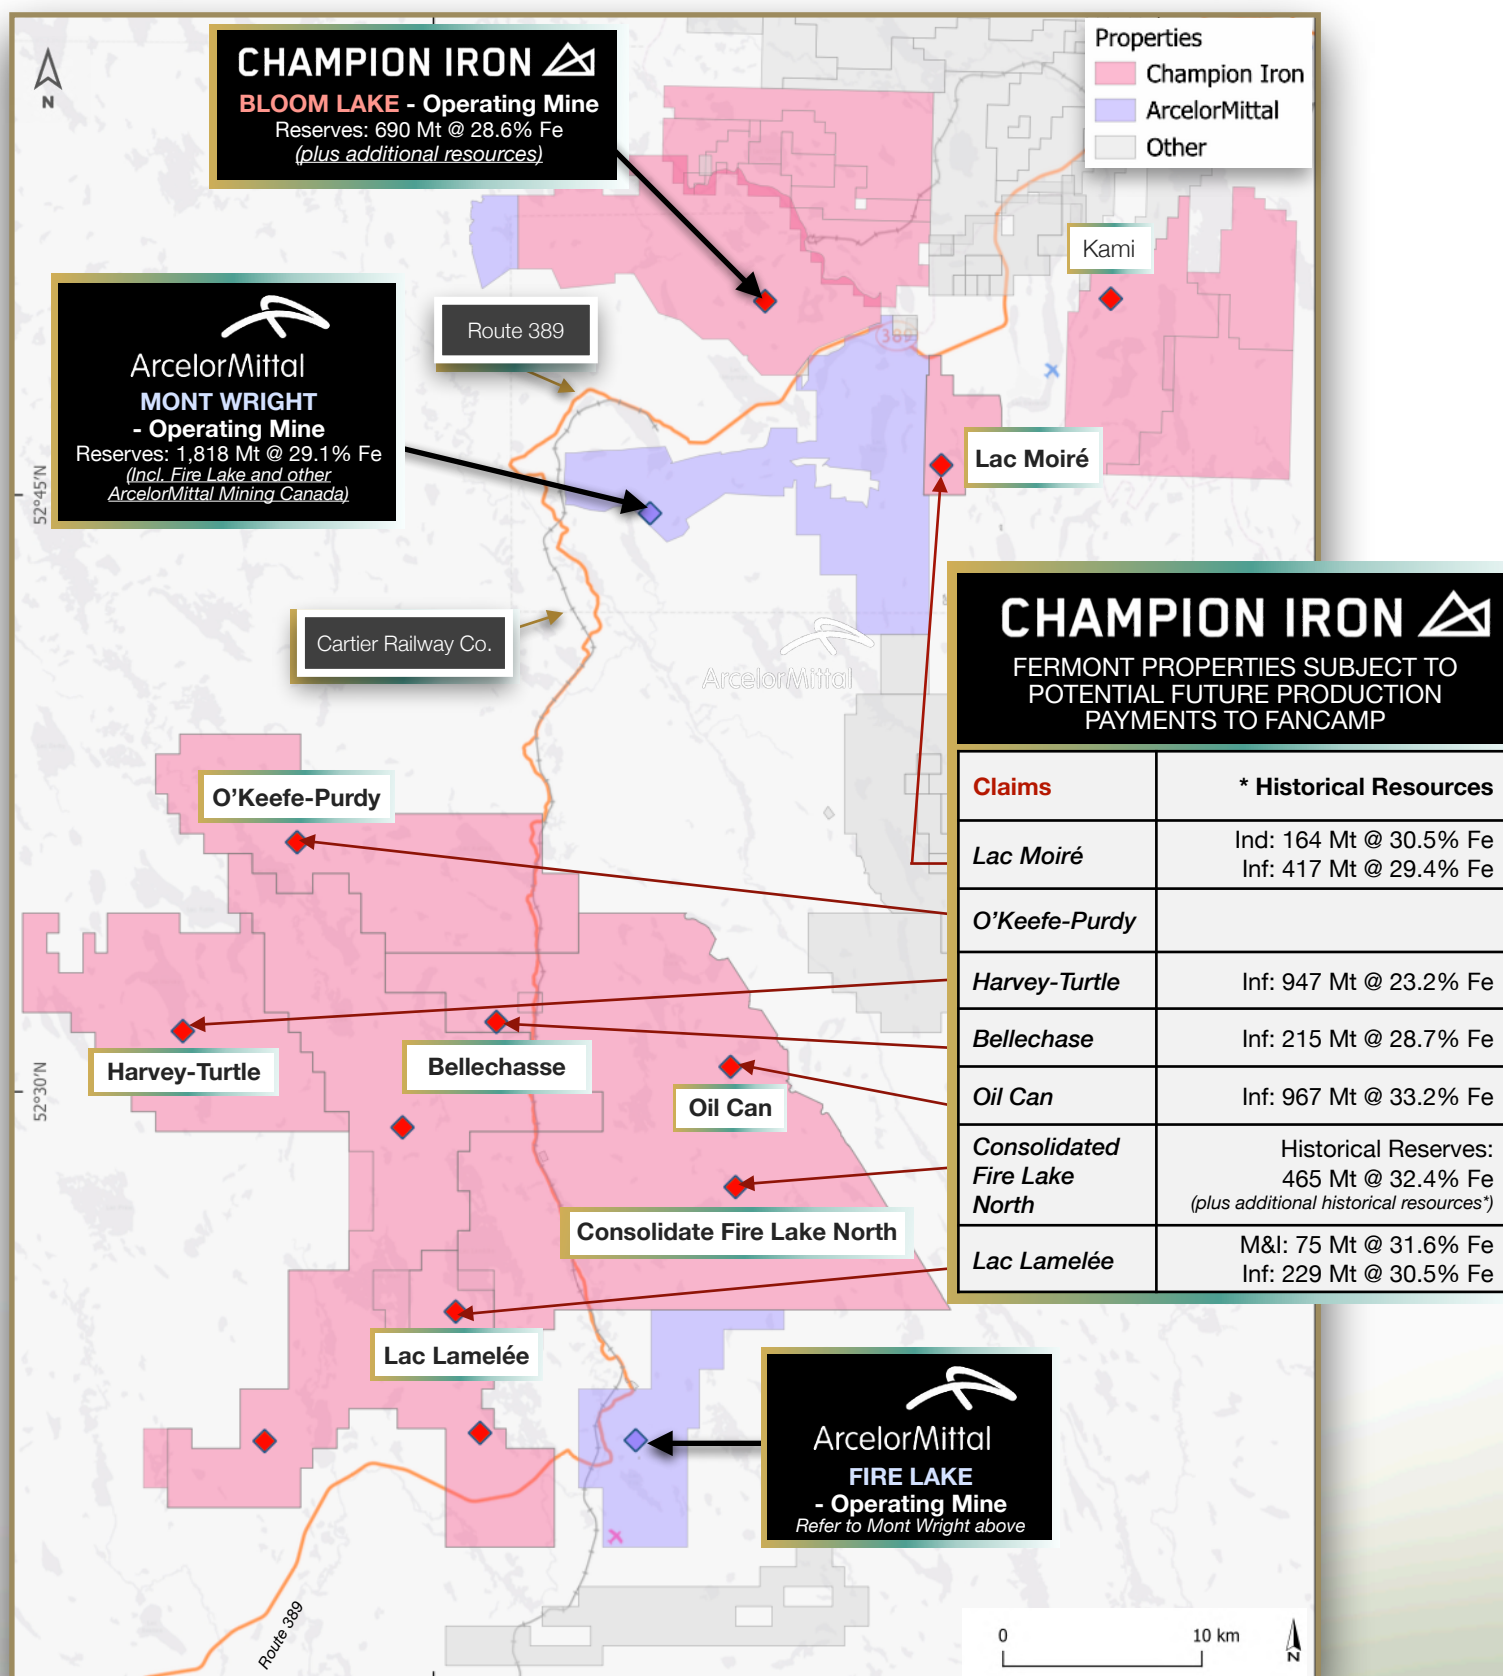 N
CHAMPION IRON
BLOOM LAKE - Operating Mine
Reserves: 690 Mt @ 28.6% Fe
(plus additional resources)
Properties
Champion Iron
ArcelorMittal
Other
Kami
Route 389
389
ArcelorMittal
MONT WRIGHT
- Operating Mine
Reserves: 1,818 Mt @ 29.1% Fe
(Incl. Fire Lake and other
ArcelorMittal Mining Canada)
Lac Moiré
52°45'N
Cartier Railway Co.
ArcelorMittal
CHAMPION IRON
FERMONT PROPERTIES SUBJECT TO
POTENTIAL FUTURE PRODUCTION
PAYMENTS TO FANCAMP
Claims
* Historical Resources
Lac Moiré
Ind: 164 Mt @ 30.5% Fe
Inf: 417 Mt @ 29.4% Fe
O'Keefe-Purdy
Harvey-Turtle
Inf: 947 Mt @ 23.2% Fe
Bellechase
Inf: 215 Mt @ 28.7% Fe
Oil Can
Inf: 967 Mt @ 33.2% Fe
Consolidated
Fire Lake
North
Historical Reserves:
465 Mt @ 32.4% Fe
(plus additional historical resources*)
Lac Lamelée
M&I: 75 Mt @ 31.6% Fe
Inf: 229 Mt @ 30.5% Fe
O'Keefe-Purdy
Harvey-Turtle
Bellechasse
Oil Can
52°30'N
Consolidate Fire Lake North
Lac Lamelée
ArcelorMittal
FIRE LAKE
- Operating Mine
Refer to Mont Wright above
Route 389
0 10 km
N